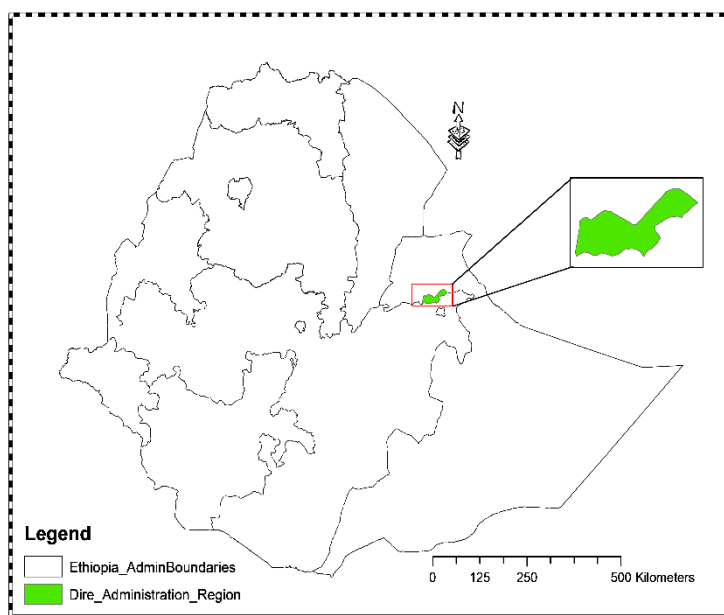 N
Legend
Ethiopia_AdminBoundaries
Dire_Administration_Region
0 125 250 500 Kilometers